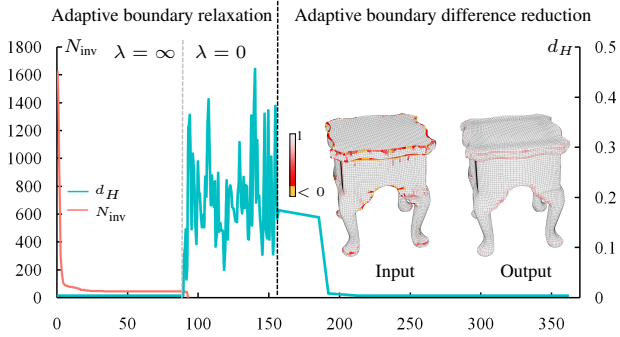 Adaptive boundary relaxation
Adaptive boundary difference reduction
N_inv
λ = ∞
λ = 0
d_H
1800
1600
1400
1200
1000
800
600
400
200
0
0.5
0.4
0.3
0.2
0.1
0
d_H
N_inv
1
< 0
Input
Output
0 50 100 150 200 250 300 350